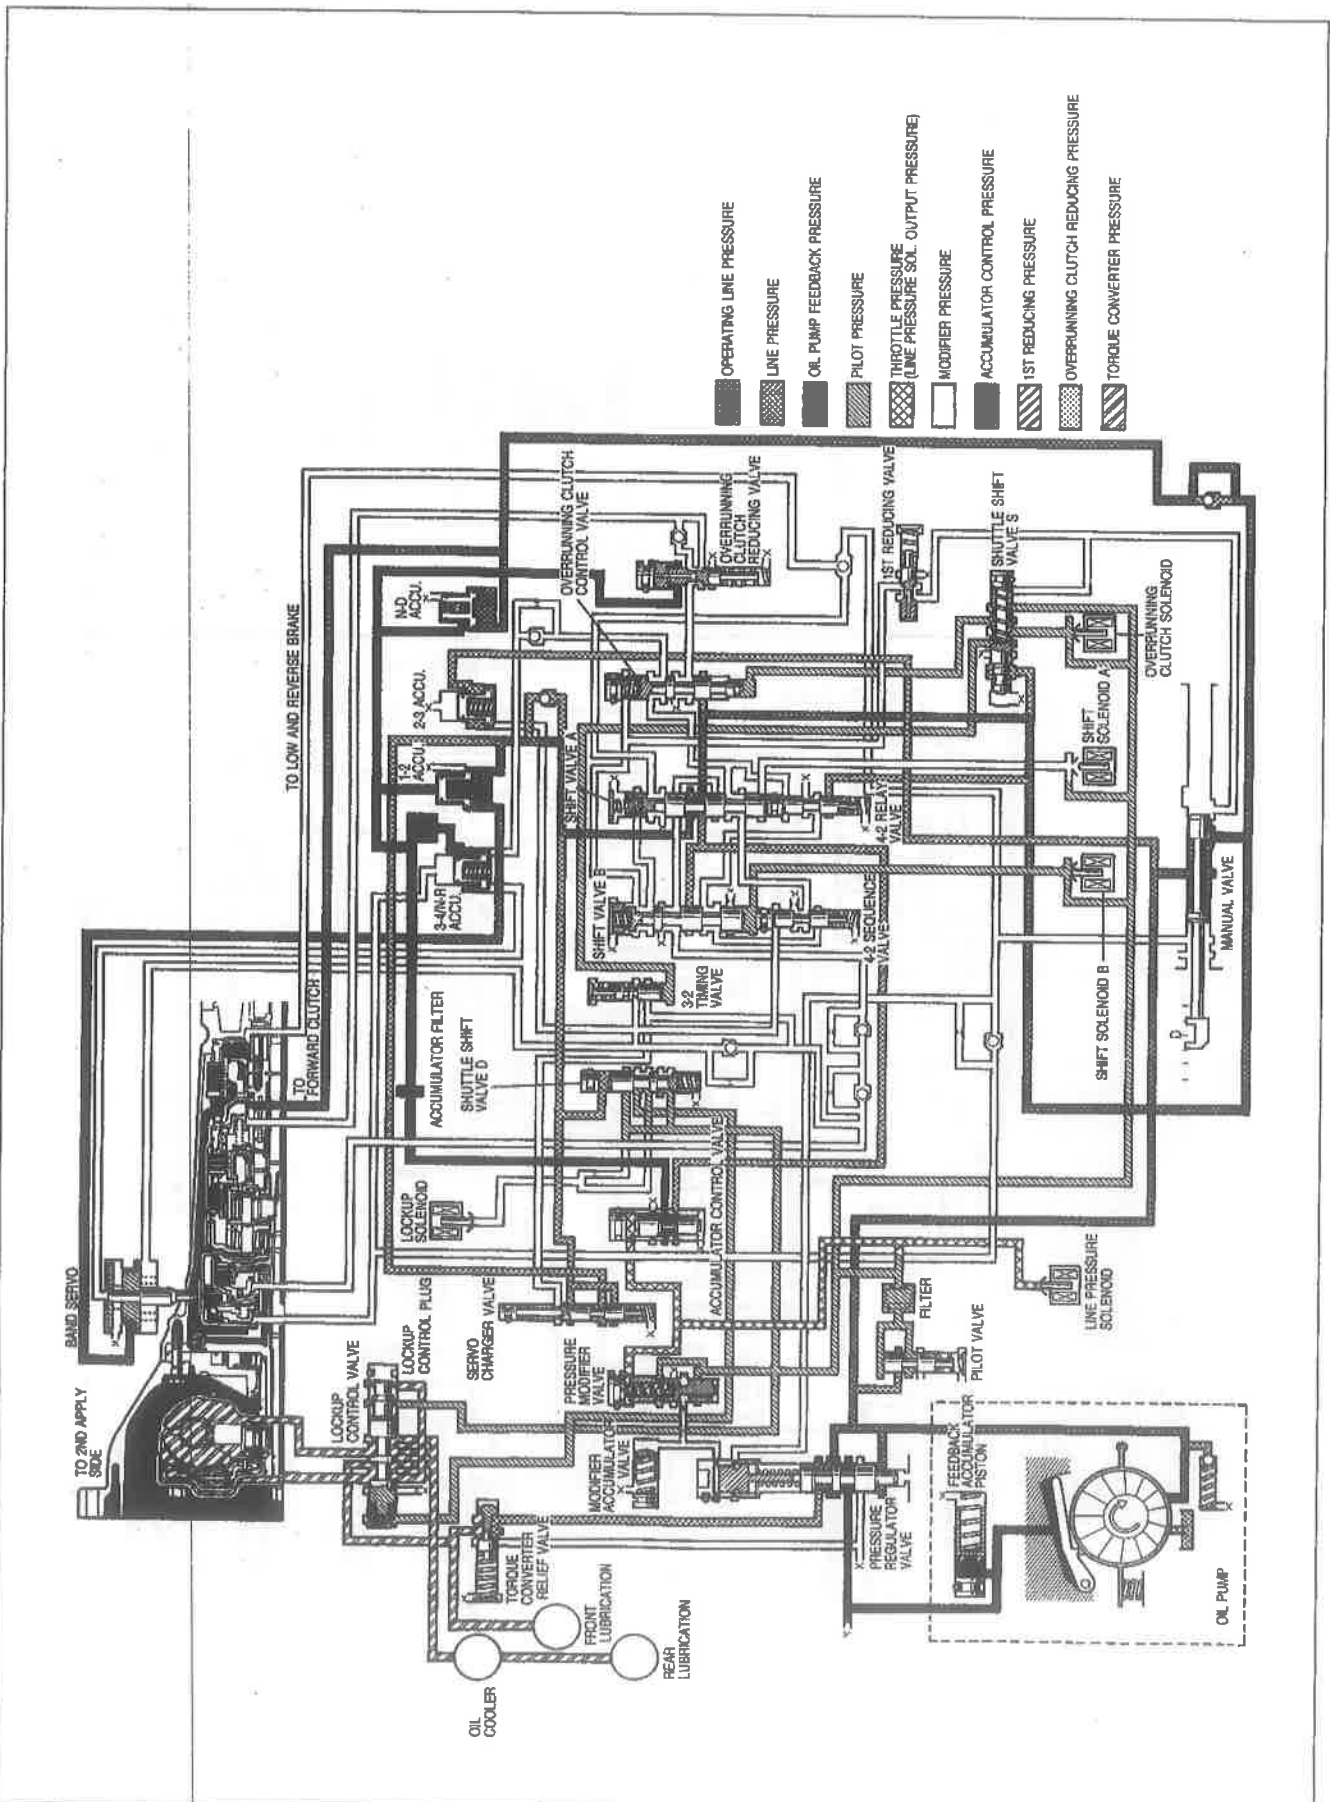 BAND SERVO
TO 2ND APPLY
SIDE
TO LOW AND REVERSE BRAKE
TO
FORWARD CLUTCH
LOCKUP
CONTROL VALVE
LOCKUP
CONTROL PLUG
LOCKUP
SOLENOID
ACCUMULATOR FILTER
SHUTTLE SHIFT
VALVE D
3-4/N-R
ACCU.
1-2
ACCU.
2-3 ACCU.
N-D
ACCU.
OVERRUNNING CLUTCH
CONTROL VALVE
OVERRUNNING
CLUTCH
REDUCING VALVE
SERVO
CHARGER VALVE
PRESSURE
MODIFIER
VALVE
MODIFIER
ACCUMULATOR
VALVE
ACCUMULATOR CONTROL VALVE
3-2
TIMING
VALVE
SHIFT VALVE B
SHIFT VALVE A
4-2 SEQUENCE
VALVE
4-2 RELAY
VALVE
1ST REDUCING VALVE
SHUTTLE SHIFT
VALVE S
OIL
COOLER
FRONT
LUBRICATION
REAR
LUBRICATION
TORQUE
CONVERTER
RELIEF VALVE
PRESSURE
REGULATOR
VALVE
FEEDBACK
ACCUMULATOR
PISTON
OIL PUMP
PILOT VALVE
FILTER
LINE PRESSURE
SOLENOID
SHIFT SOLENOID B
SHIFT
SOLENOID A
OVERRUNNING
CLUTCH SOLENOID
D
MANUAL VALVE
OPERATING LINE PRESSURE
LINE PRESSURE
OIL PUMP FEEDBACK PRESSURE
PILOT PRESSURE
THROTTLE PRESSURE
(LINE PRESSURE SOL. OUTPUT PRESSURE)
MODIFIER PRESSURE
ACCUMULATOR CONTROL PRESSURE
1ST REDUCING PRESSURE
OVERRUNNING CLUTCH REDUCING PRESSURE
TORQUE CONVERTER PRESSURE